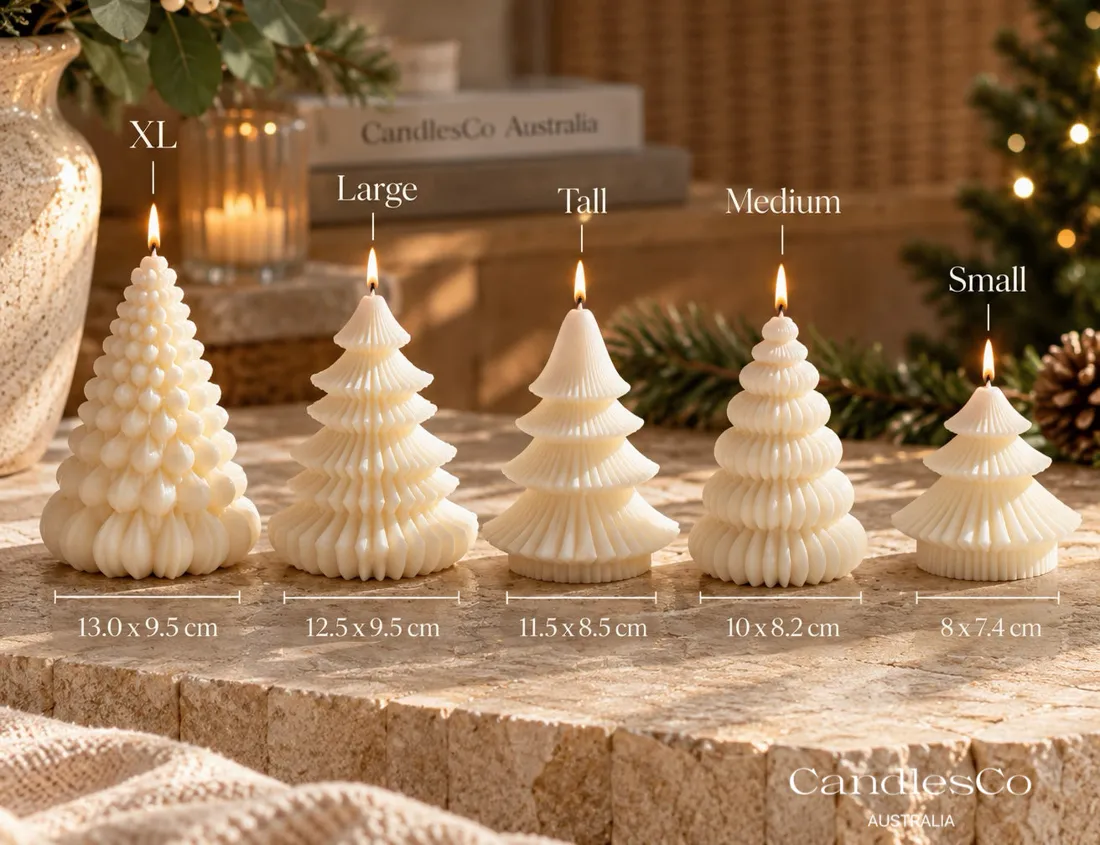 CandlesCo Australia
XL
Large
Tall
Medium
Small
13.0 x 9.5 cm
12.5 x 9.5 cm
11.5 x 8.5 cm
10 x 8.2 cm
8 x 7.4 cm
CandlesCo
AUSTRALIA